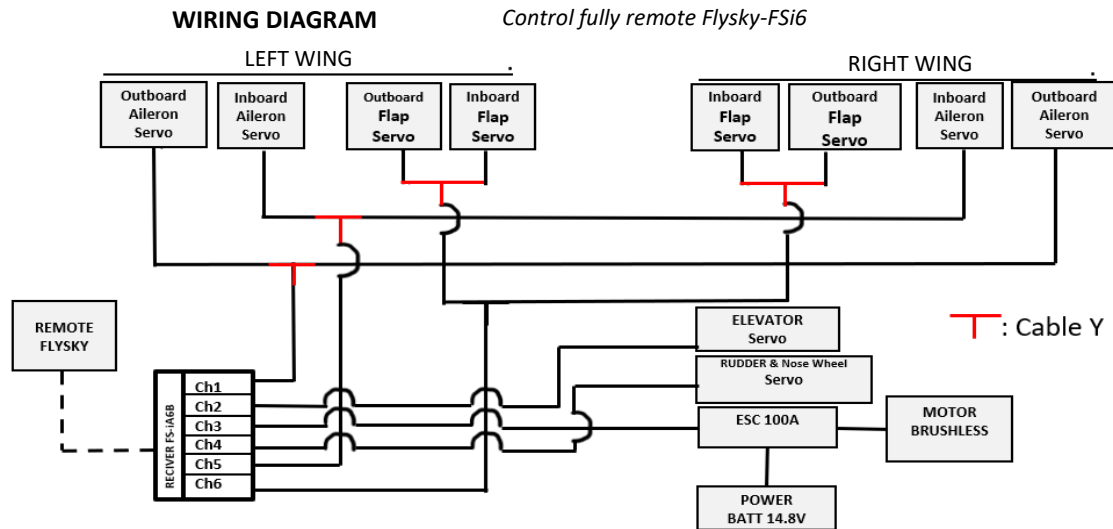 WIRING DIAGRAM
Control fully remote Flysky-FSi6
LEFT WING
RIGHT WING
Outboard
Aileron
Servo
Inboard
Aileron
Servo
Outboard
Flap
Servo
Inboard
Flap
Servo
Inboard
Flap
Servo
Outboard
Flap
Servo
Inboard
Aileron
Servo
Outboard
Aileron
Servo
REMOTE
FLYSKY
ELEVATOR
Servo
: Cable Y
RUDDER & Nose Wheel
Servo
RECIVER FS-iA6B
Ch1
Ch2
Ch3
Ch4
Ch5
Ch6
ESC 100A
MOTOR
BRUSHLESS
POWER
BATT 14.8V